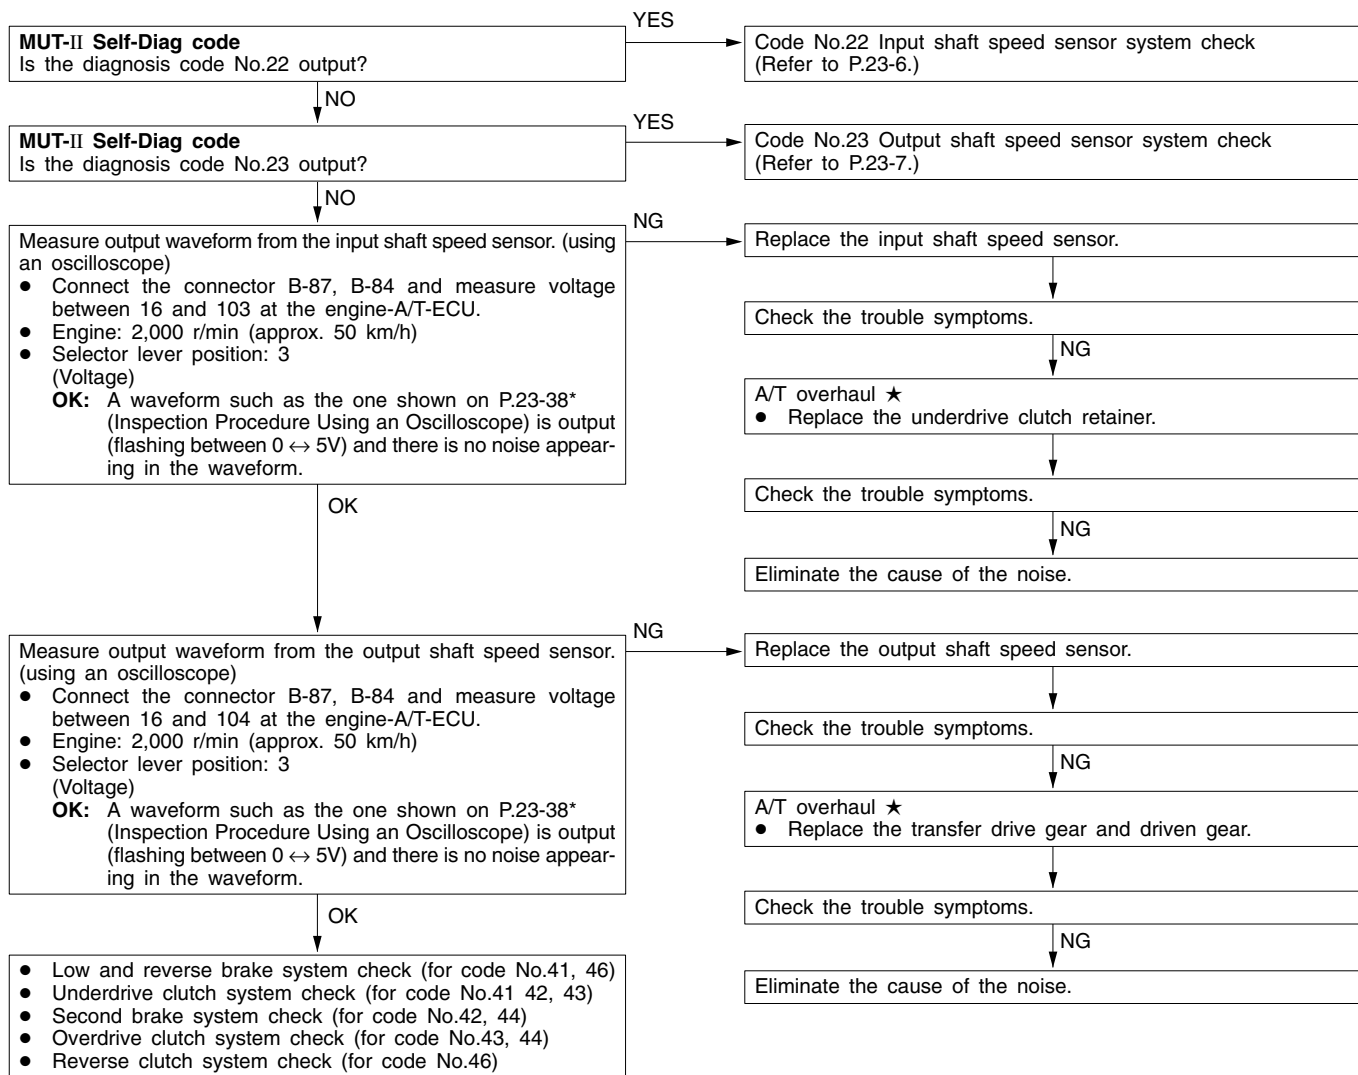 MUT-II Self-Diag code
Is the diagnosis code No.22 output?
YES
Code No.22 Input shaft speed sensor system check
(Refer to P.23-6.)
NO
MUT-II Self-Diag code
Is the diagnosis code No.23 output?
YES
Code No.23 Output shaft speed sensor system check
(Refer to P.23-7.)
NO
Measure output waveform from the input shaft speed sensor. (using
an oscilloscope)
● Connect the connector B-87, B-84 and measure voltage
between 16 and 103 at the engine-A/T-ECU.
● Engine: 2,000 r/min (approx. 50 km/h)
● Selector lever position: 3
(Voltage)
OK: A waveform such as the one shown on P.23-38*
(Inspection Procedure Using an Oscilloscope) is output
(flashing between 0 ↔ 5V) and there is no noise appear-
ing in the waveform.
NG
Replace the input shaft speed sensor.
Check the trouble symptoms.
NG
A/T overhaul ★
● Replace the underdrive clutch retainer.
Check the trouble symptoms.
NG
Eliminate the cause of the noise.
OK
Measure output waveform from the output shaft speed sensor.
(using an oscilloscope)
● Connect the connector B-87, B-84 and measure voltage
between 16 and 104 at the engine-A/T-ECU.
● Engine: 2,000 r/min (approx. 50 km/h)
● Selector lever position: 3
(Voltage)
OK: A waveform such as the one shown on P.23-38*
(Inspection Procedure Using an Oscilloscope) is output
(flashing between 0 ↔ 5V) and there is no noise appear-
ing in the waveform.
NG
Replace the output shaft speed sensor.
Check the trouble symptoms.
NG
A/T overhaul ★
● Replace the transfer drive gear and driven gear.
Check the trouble symptoms.
NG
Eliminate the cause of the noise.
OK
● Low and reverse brake system check (for code No.41, 46)
● Underdrive clutch system check (for code No.41 42, 43)
● Second brake system check (for code No.42, 44)
● Overdrive clutch system check (for code No.43, 44)
● Reverse clutch system check (for code No.46)